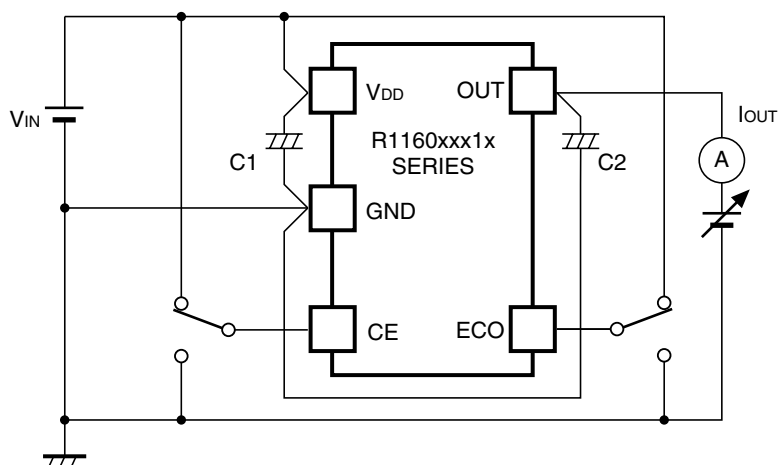 VDD
OUT
VIN
IOUT
R1160xxx1x
SERIES
C1
C2
A
GND
CE
ECO